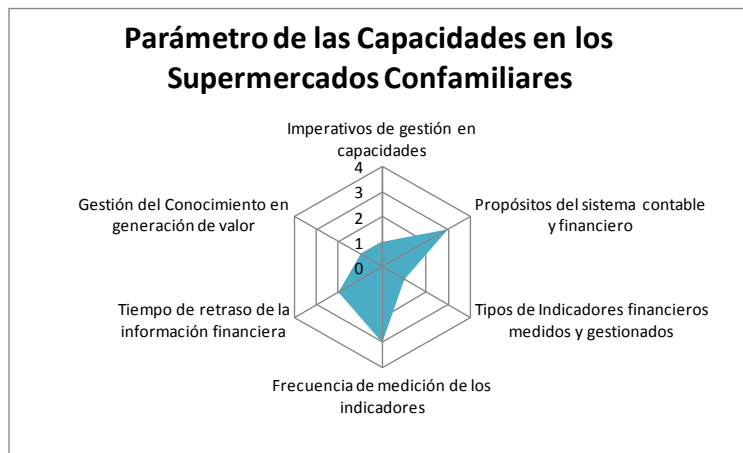 Parámetro de las Capacidades en los
Supermercados Confamiliares
Imperativos de gestión en
capacidades
4
3
2
1
0
Propósitos del sistema contable
y financiero
Tipos de Indicadores financieros
medidos y gestionados
Frecuencia de medición de los
indicadores
Tiempo de retraso de la
información financiera
Gestión del Conocimiento en
generación de valor